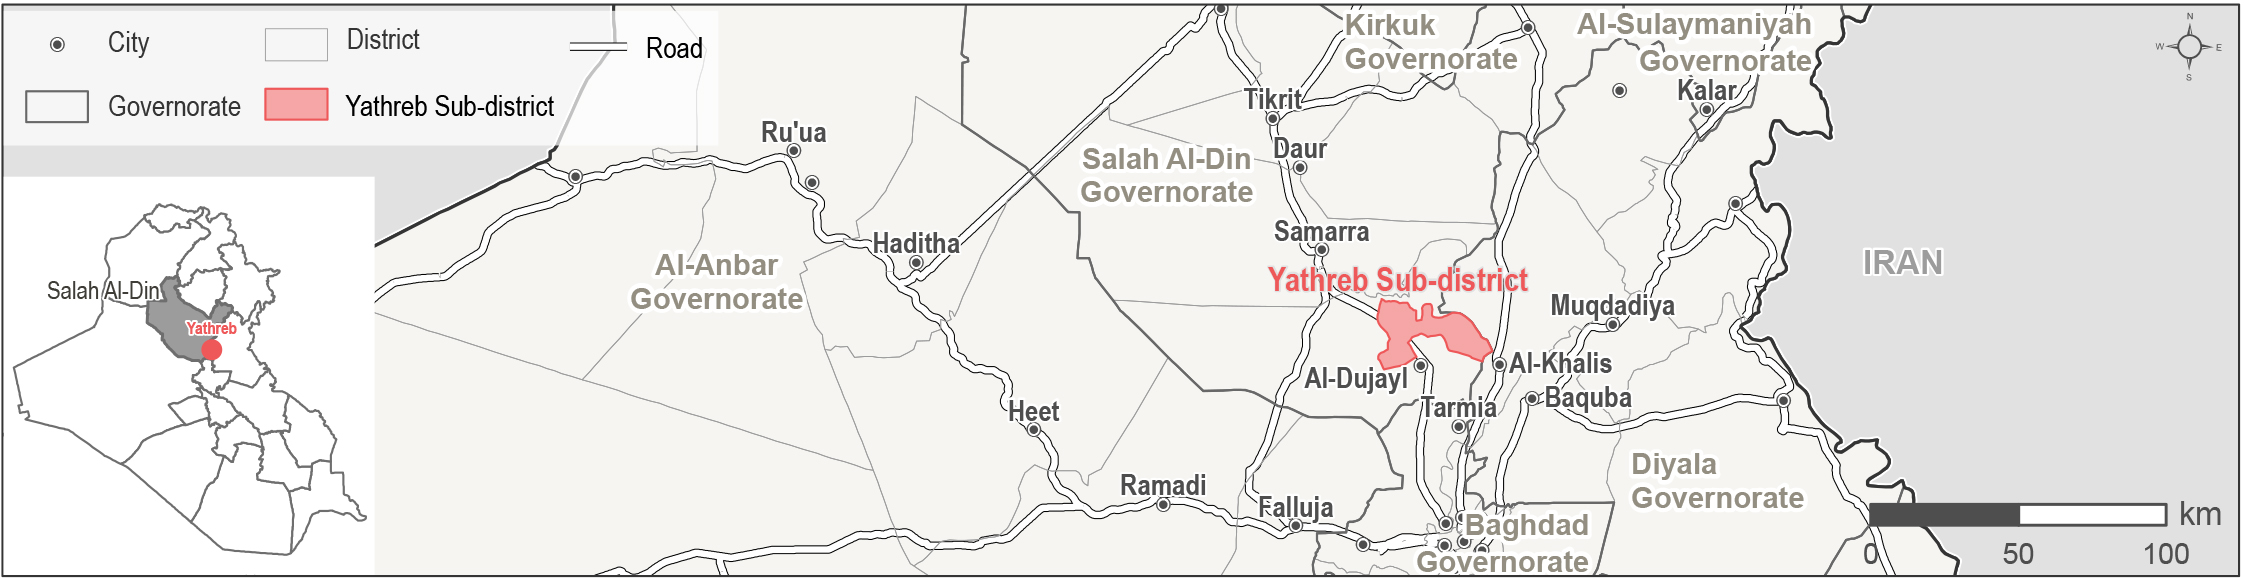 City
District
Road
Governorate
Yathreb Sub-district
Salah Al-Din
Yathreb
Kirkuk
Governorate
Al-Sulaymaniyah
Governorate
Kalar
N
W
E
S
Tikrit
Ru'ua
Daur
Salah Al-Din
Governorate
Samarra
Haditha
Al-Anbar
Governorate
Yathreb Sub-district
IRAN
Muqdadiya
Al-Dujayl
Al-Khalis
Baquba
Tarmia
Heet
Ramadi
Falluja
Diyala
Governorate
Baghdad
Governorate
km
0
50
100